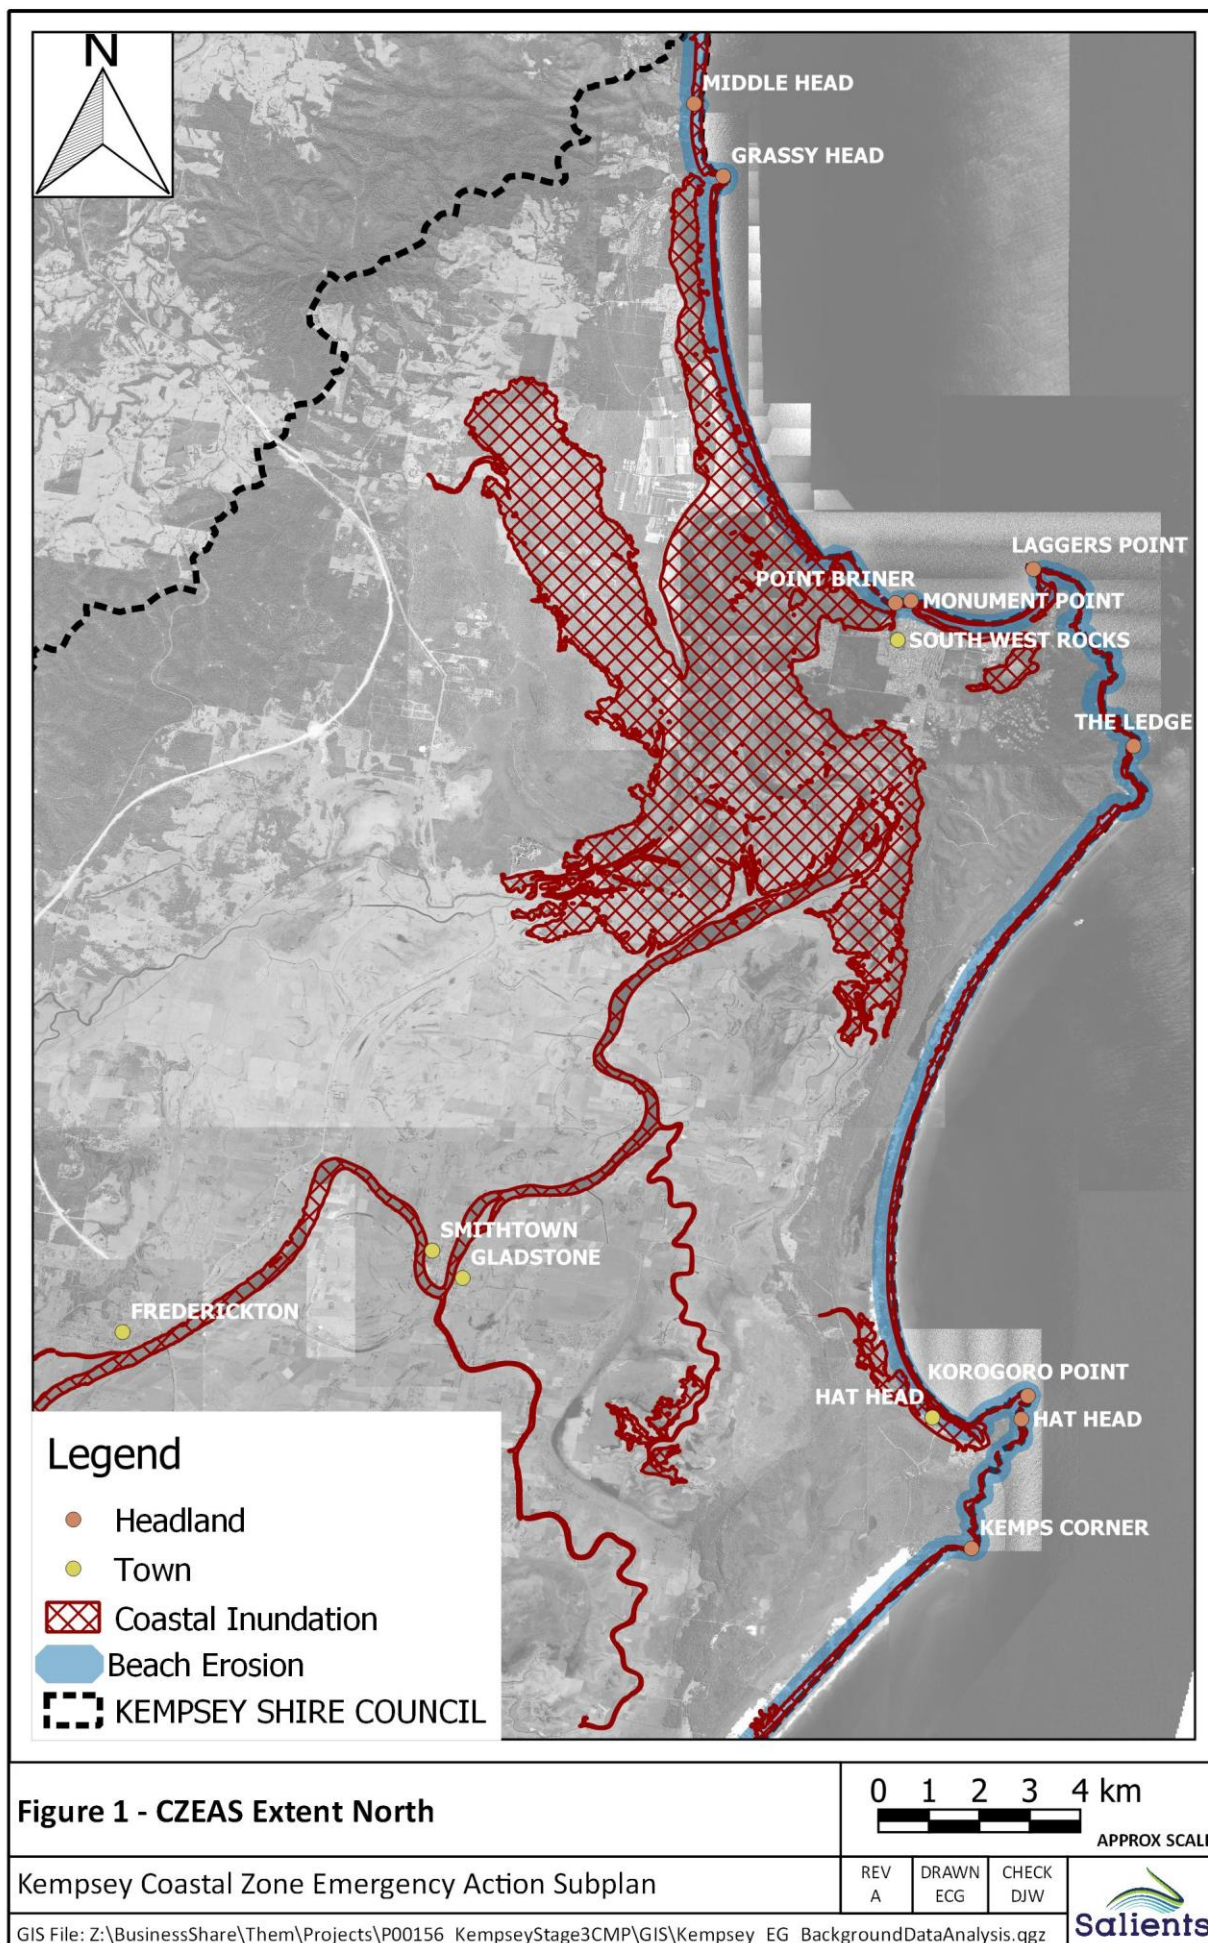 N
MIDDLE HEAD
GRASSY HEAD
LAGGERS POINT
POINT BRINER
MONUMENT POINT
SOUTH WEST ROCKS
THE LEDGE
SMITHTOWN
GLADSTONE
FREDERICKTON
KOROGORO POINT
HAT HEAD
HAT HEAD
KEMPS CORNER
Legend
Headland
Town
Coastal Inundation
Beach Erosion
KEMPSEY SHIRE COUNCIL
Figure 1 - CZEAS Extent North
0 1 2 3 4 km
APPROX SCALE
Kempsey Coastal Zone Emergency Action Subplan
REV
A
DRAWN
ECG
CHECK
DJW
Salients
GIS File: Z:\BusinessShare\Them\Projects\P00156_KempseyStage3CMP\GIS\Kempsey_EG_BackgroundDataAnalysis.qgz